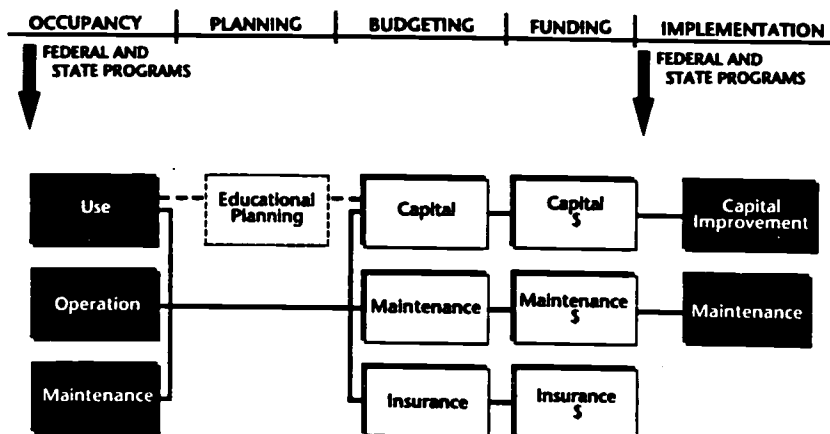 OCCUPANCY PLANNING BUDGETING FUNDING IMPLEMENTATION
FEDERAL AND
STATE PROGRAMS
FEDERAL AND
STATE PROGRAMS
Use
Educational
Planning
Capital
Capital
$
Capital
Improvement
Operation
Maintenance
Maintenance
$
Maintenance
Maintenance
Insurance
Insurance
$